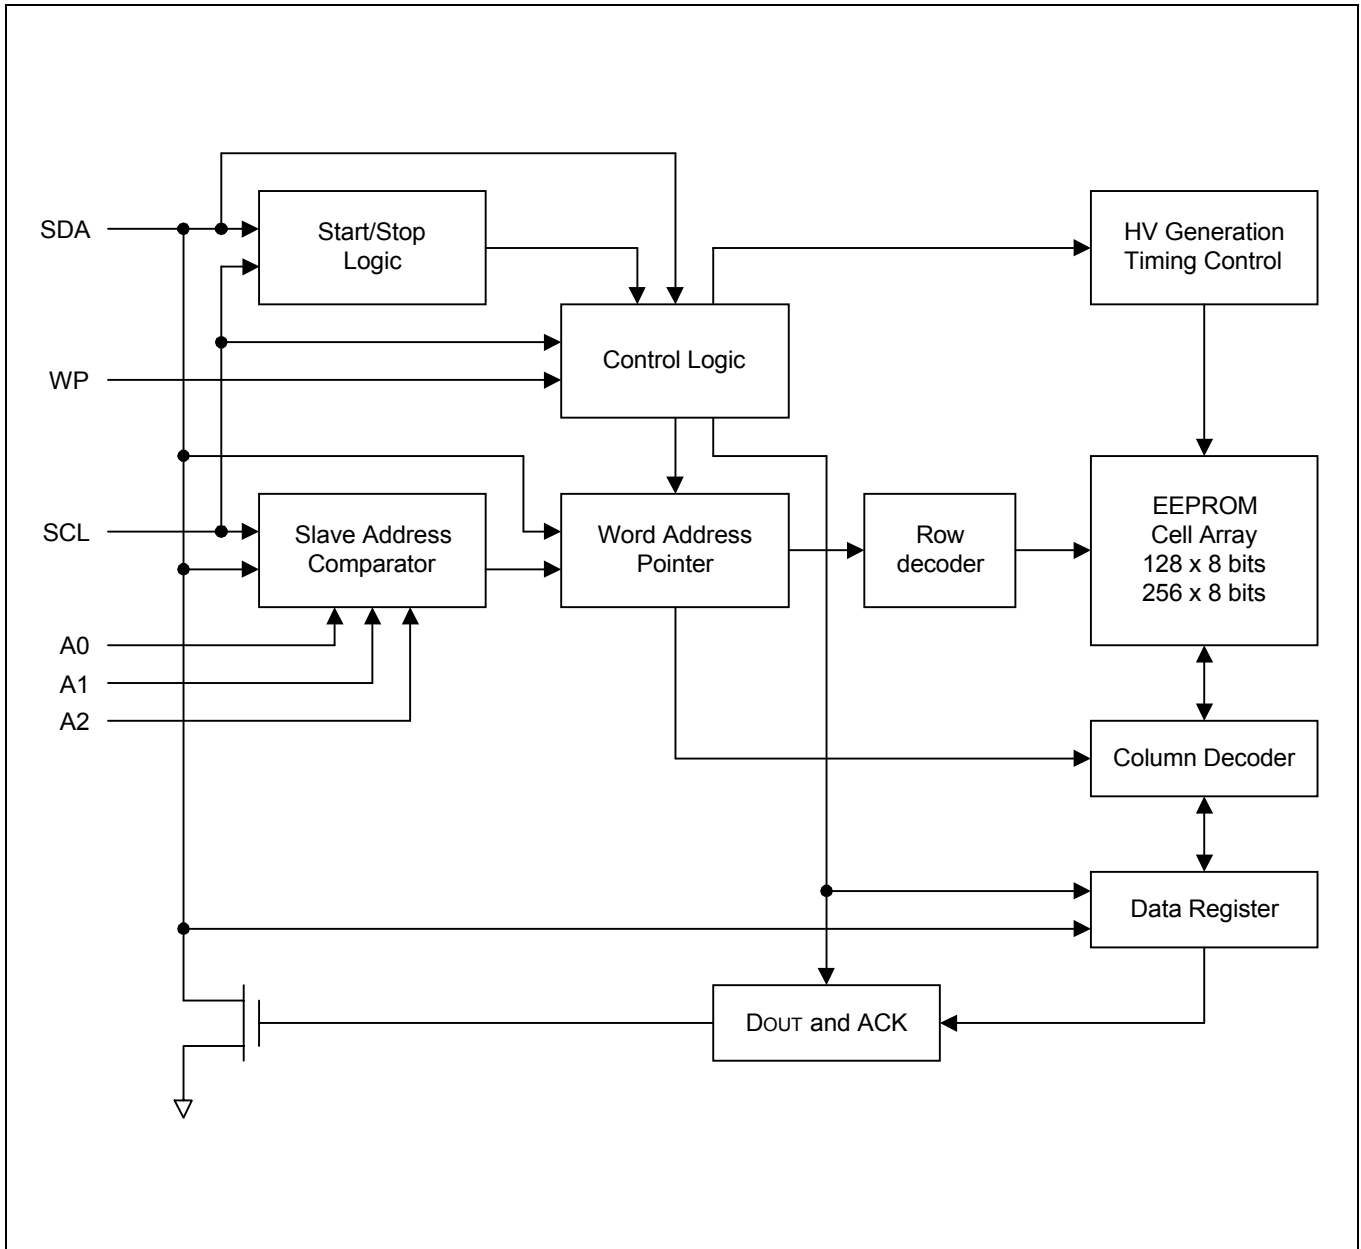 SDA
Start/Stop
Logic
HV Generation
Timing Control
Control Logic
WP
SCL
Slave Address
Comparator
Word Address
Pointer
Row
decoder
EEPROM
Cell Array
128 x 8 bits
256 x 8 bits
A0
A1
A2
Column Decoder
Data Register
DOUT and ACK